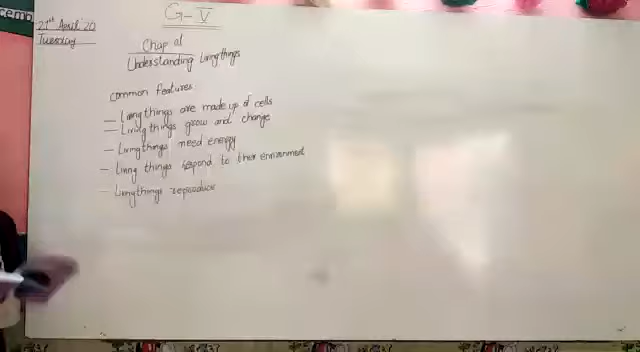 G-V
21st April 20
Tuesday
Chap 01
Understanding Living things
Common features
— Living things are made up of cells
— Living things grow and change
— Living things need energy
— Living things respond to their environment
— Living things reproduce